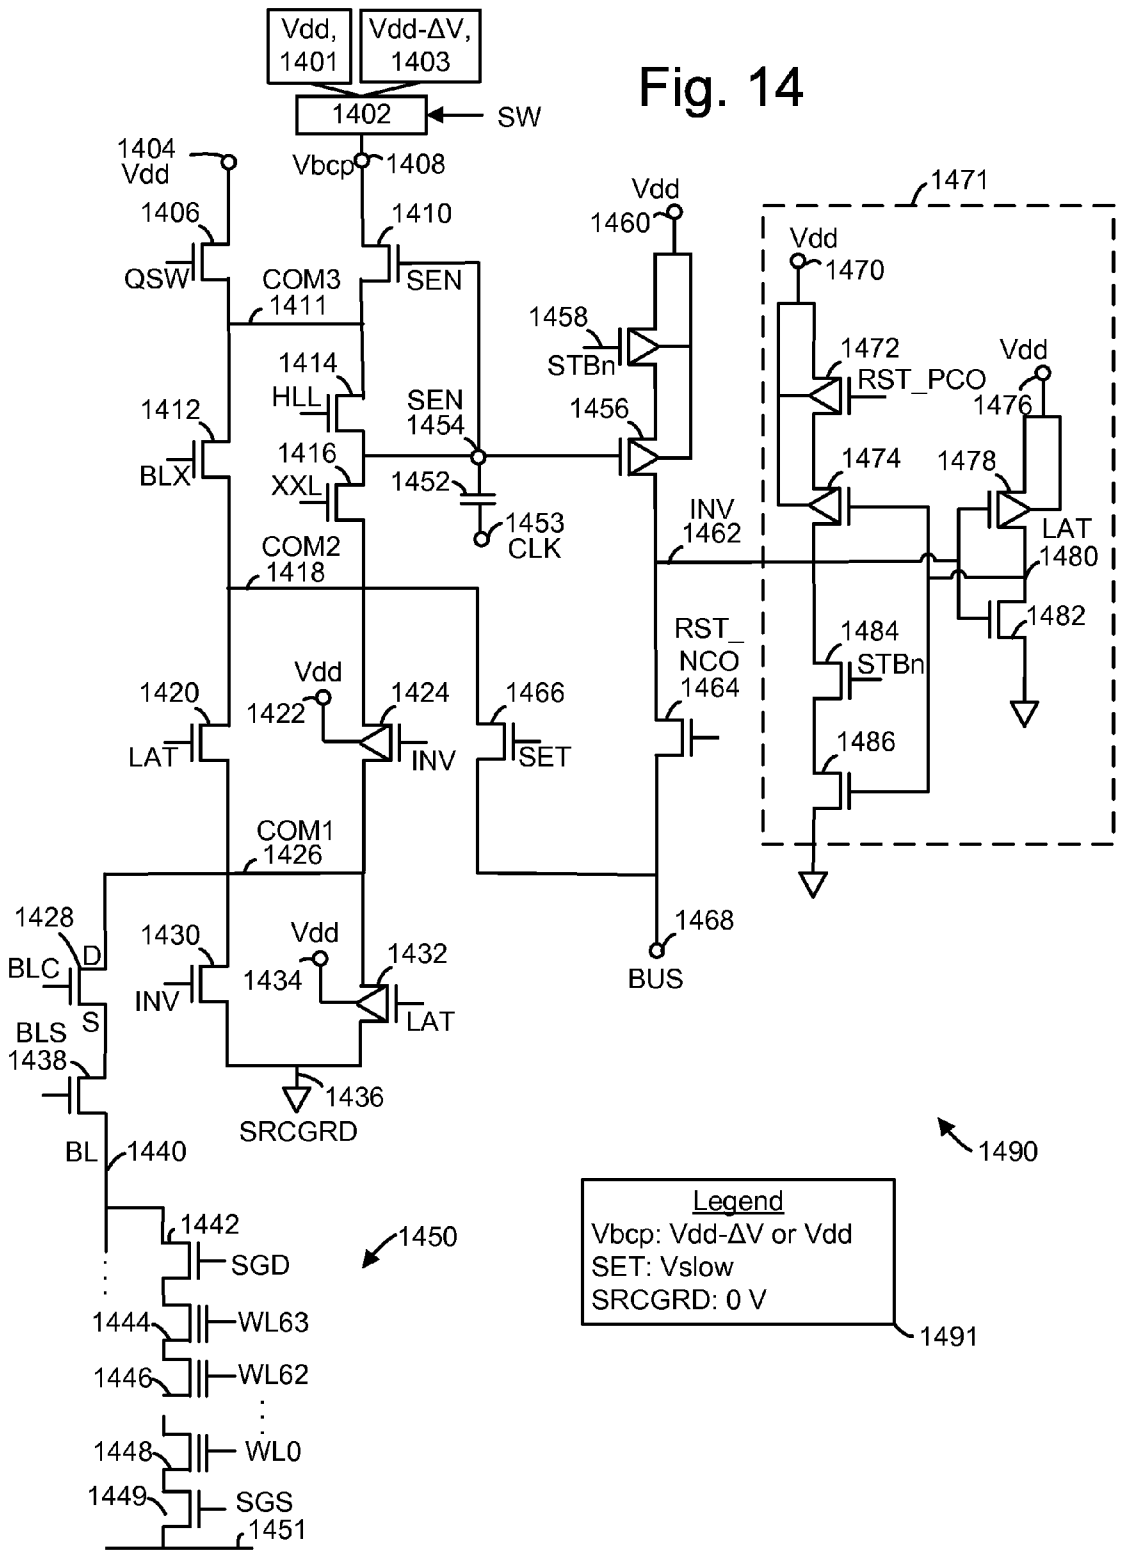 Vdd,
1401
Vdd-ΔV,
1403
Fig. 14
1402
SW
1404
Vdd
Vbcp
1408
1471
Vdd
1460
1406
1410
Vdd
1470
QSW
COM3
1411
SEN
1458
STBn
1472
RST_PCO
Vdd
1476
1414
HLL
1412
SEN
1454
1456
BLX
1416
XXL
1452
1474
1478
1453
CLK
INV
1462
LAT
1480
COM2
1418
1482
RST_
NCO
1464
1484
STBn
Vdd
1422
1420
1424
1466
LAT
INV
SET
1486
COM1
1426
1428
D
BLC
S
1430
INV
Vdd
1434
1432
LAT
1468
BUS
BLS
1438
1436
SRCGRD
BL
1440
1490
1442
SGD
1450
Legend
Vbcp: Vdd-ΔV or Vdd
SET: Vslow
SRCGRD: 0 V
1491
1444
WL63
1446
WL62
1448
WL0
1449
SGS
1451